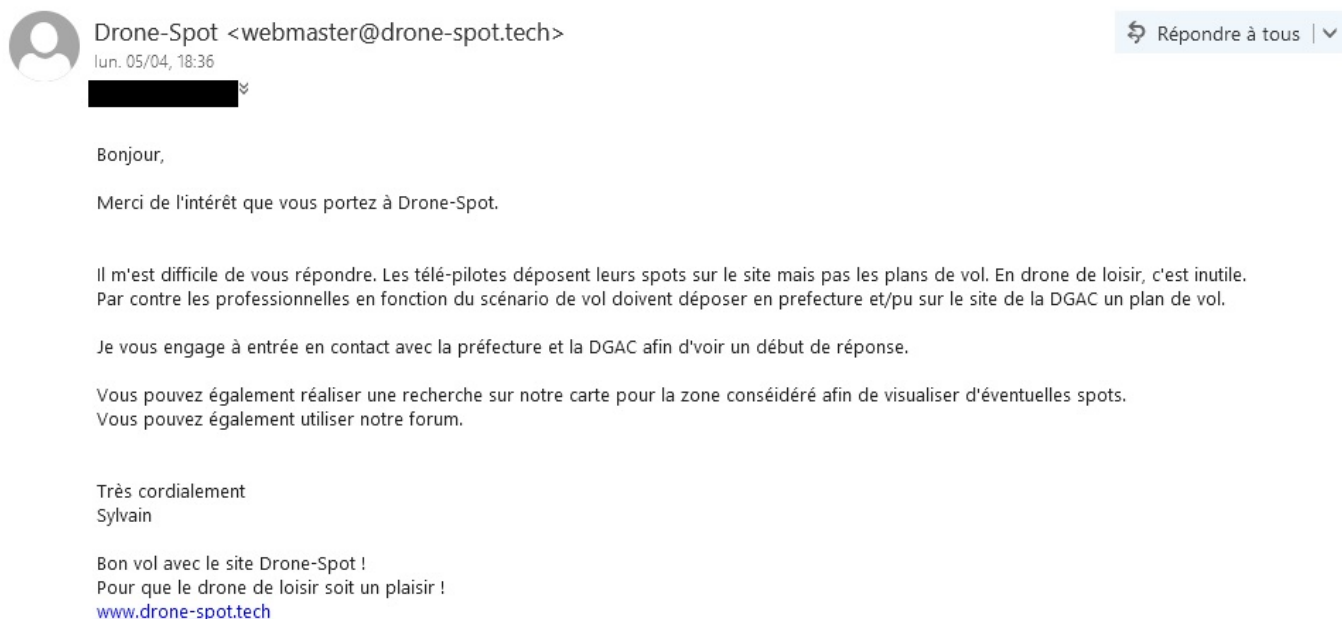 Drone-Spot <webmaster@drone-spot.tech>
Répondre à tous
lun. 05/04, 18:36
Bonjour,
Merci de l'intérêt que vous portez à Drone-Spot.
Il m'est difficile de vous répondre. Les télé-pilotes déposent leurs spots sur le site mais pas les plans de vol. En drone de loisir, c'est inutile.
Par contre les professionnelles en fonction du scénario de vol doivent déposer en prefecture et/pu sur le site de la DGAC un plan de vol.
Je vous engage à entrée en contact avec la préfecture et la DGAC afin d'voir un début de réponse.
Vous pouvez également réaliser une recherche sur notre carte pour la zone conséidéré afin de visualiser d'éventuelles spots.
Vous pouvez également utiliser notre forum.
Très cordialement
Sylvain
Bon vol avec le site Drone-Spot !
Pour que le drone de loisir soit un plaisir !
www.drone-spot.tech